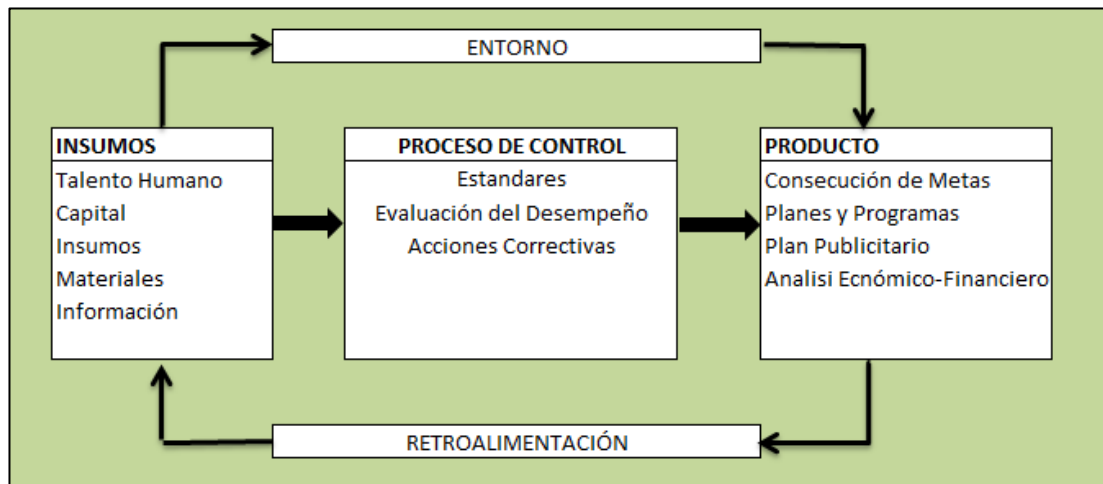 ENTORNO
INSUMOS
Talento Humano
Capital
Insumos
Materiales
Información
PROCESO DE CONTROL
Estandares
Evaluación del Desempeño
Acciones Correctivas
PRODUCTO
Consecución de Metas
Planes y Programas
Plan Publicitario
Analisi Ecnómico-Financiero
RETROALIMENTACIÓN